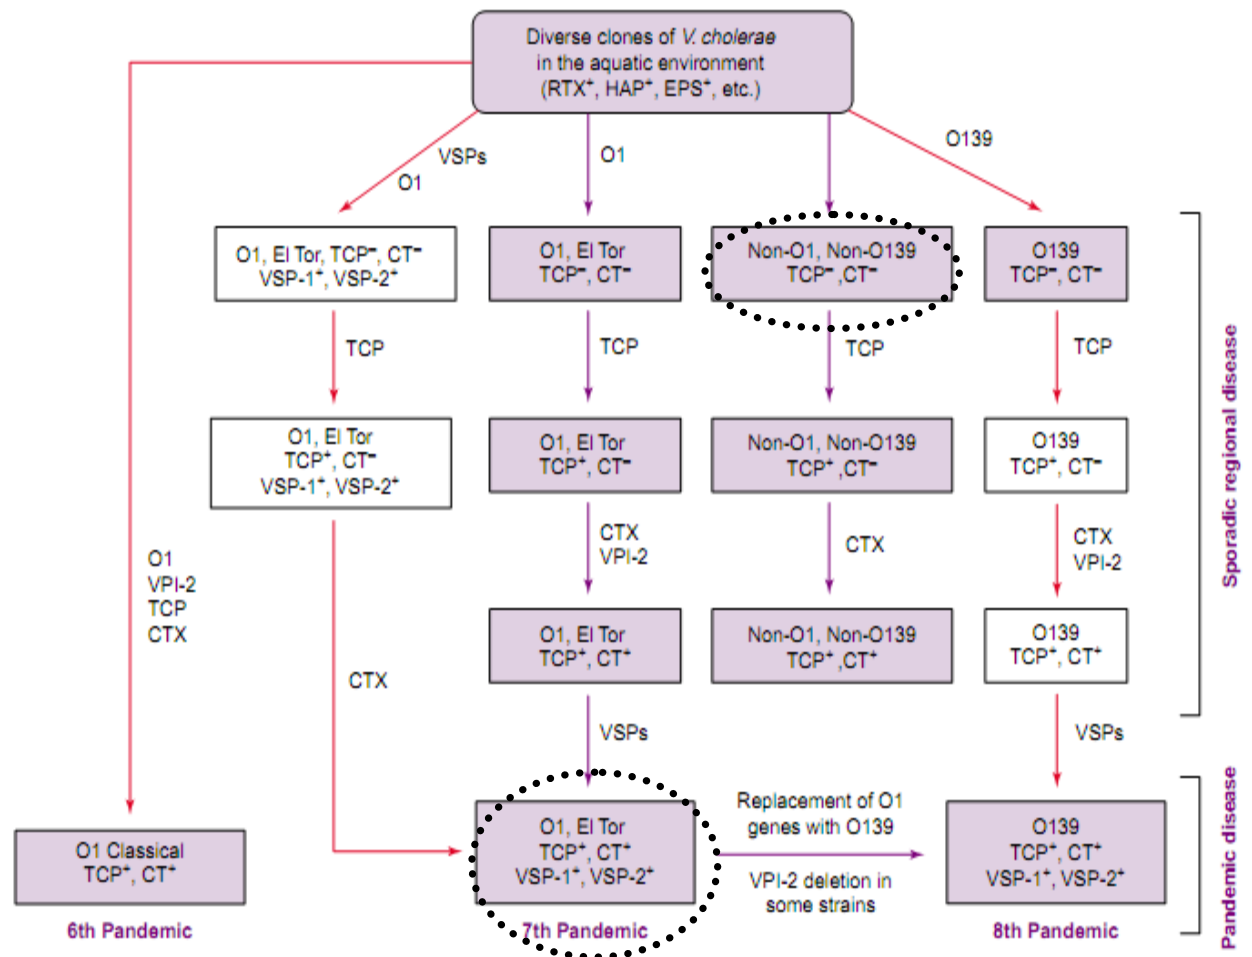 Diverse clones of V. cholerae
in the aquatic environment
(RTX⁺, HAP⁺, EPS⁺, etc.)
VSPs
O1
O1
O139
O1, El Tor, TCP⁻, CT⁻
VSP-1⁺, VSP-2⁺
O1, El Tor
TCP⁻, CT⁻
Non-O1, Non-O139
TCP⁻,CT⁻
O139
TCP⁻, CT⁻
TCP
TCP
TCP
TCP
O1, El Tor
TCP⁺, CT⁻
VSP-1⁺, VSP-2⁺
O1, El Tor
TCP⁺, CT⁻
Non-O1, Non-O139
TCP⁺,CT⁻
O139
TCP⁺, CT⁻
O1
VPI-2
TCP
CTX
CTX
CTX
VPI-2
CTX
CTX
VPI-2
O1, El Tor
TCP⁺, CT⁺
Non-O1, Non-O139
TCP⁺,CT⁺
O139
TCP⁺, CT⁺
VSPs
VSPs
Sporadic regional disease
O1 Classical
TCP⁺, CT⁺
6th Pandemic
O1, El Tor
TCP⁺, CT⁺
VSP-1⁺, VSP-2⁺
7th Pandemic
Replacement of O1
genes with O139
VPI-2 deletion in
some strains
O139
TCP⁺, CT⁺
VSP-1⁺, VSP-2⁺
8th Pandemic
Pandemic disease